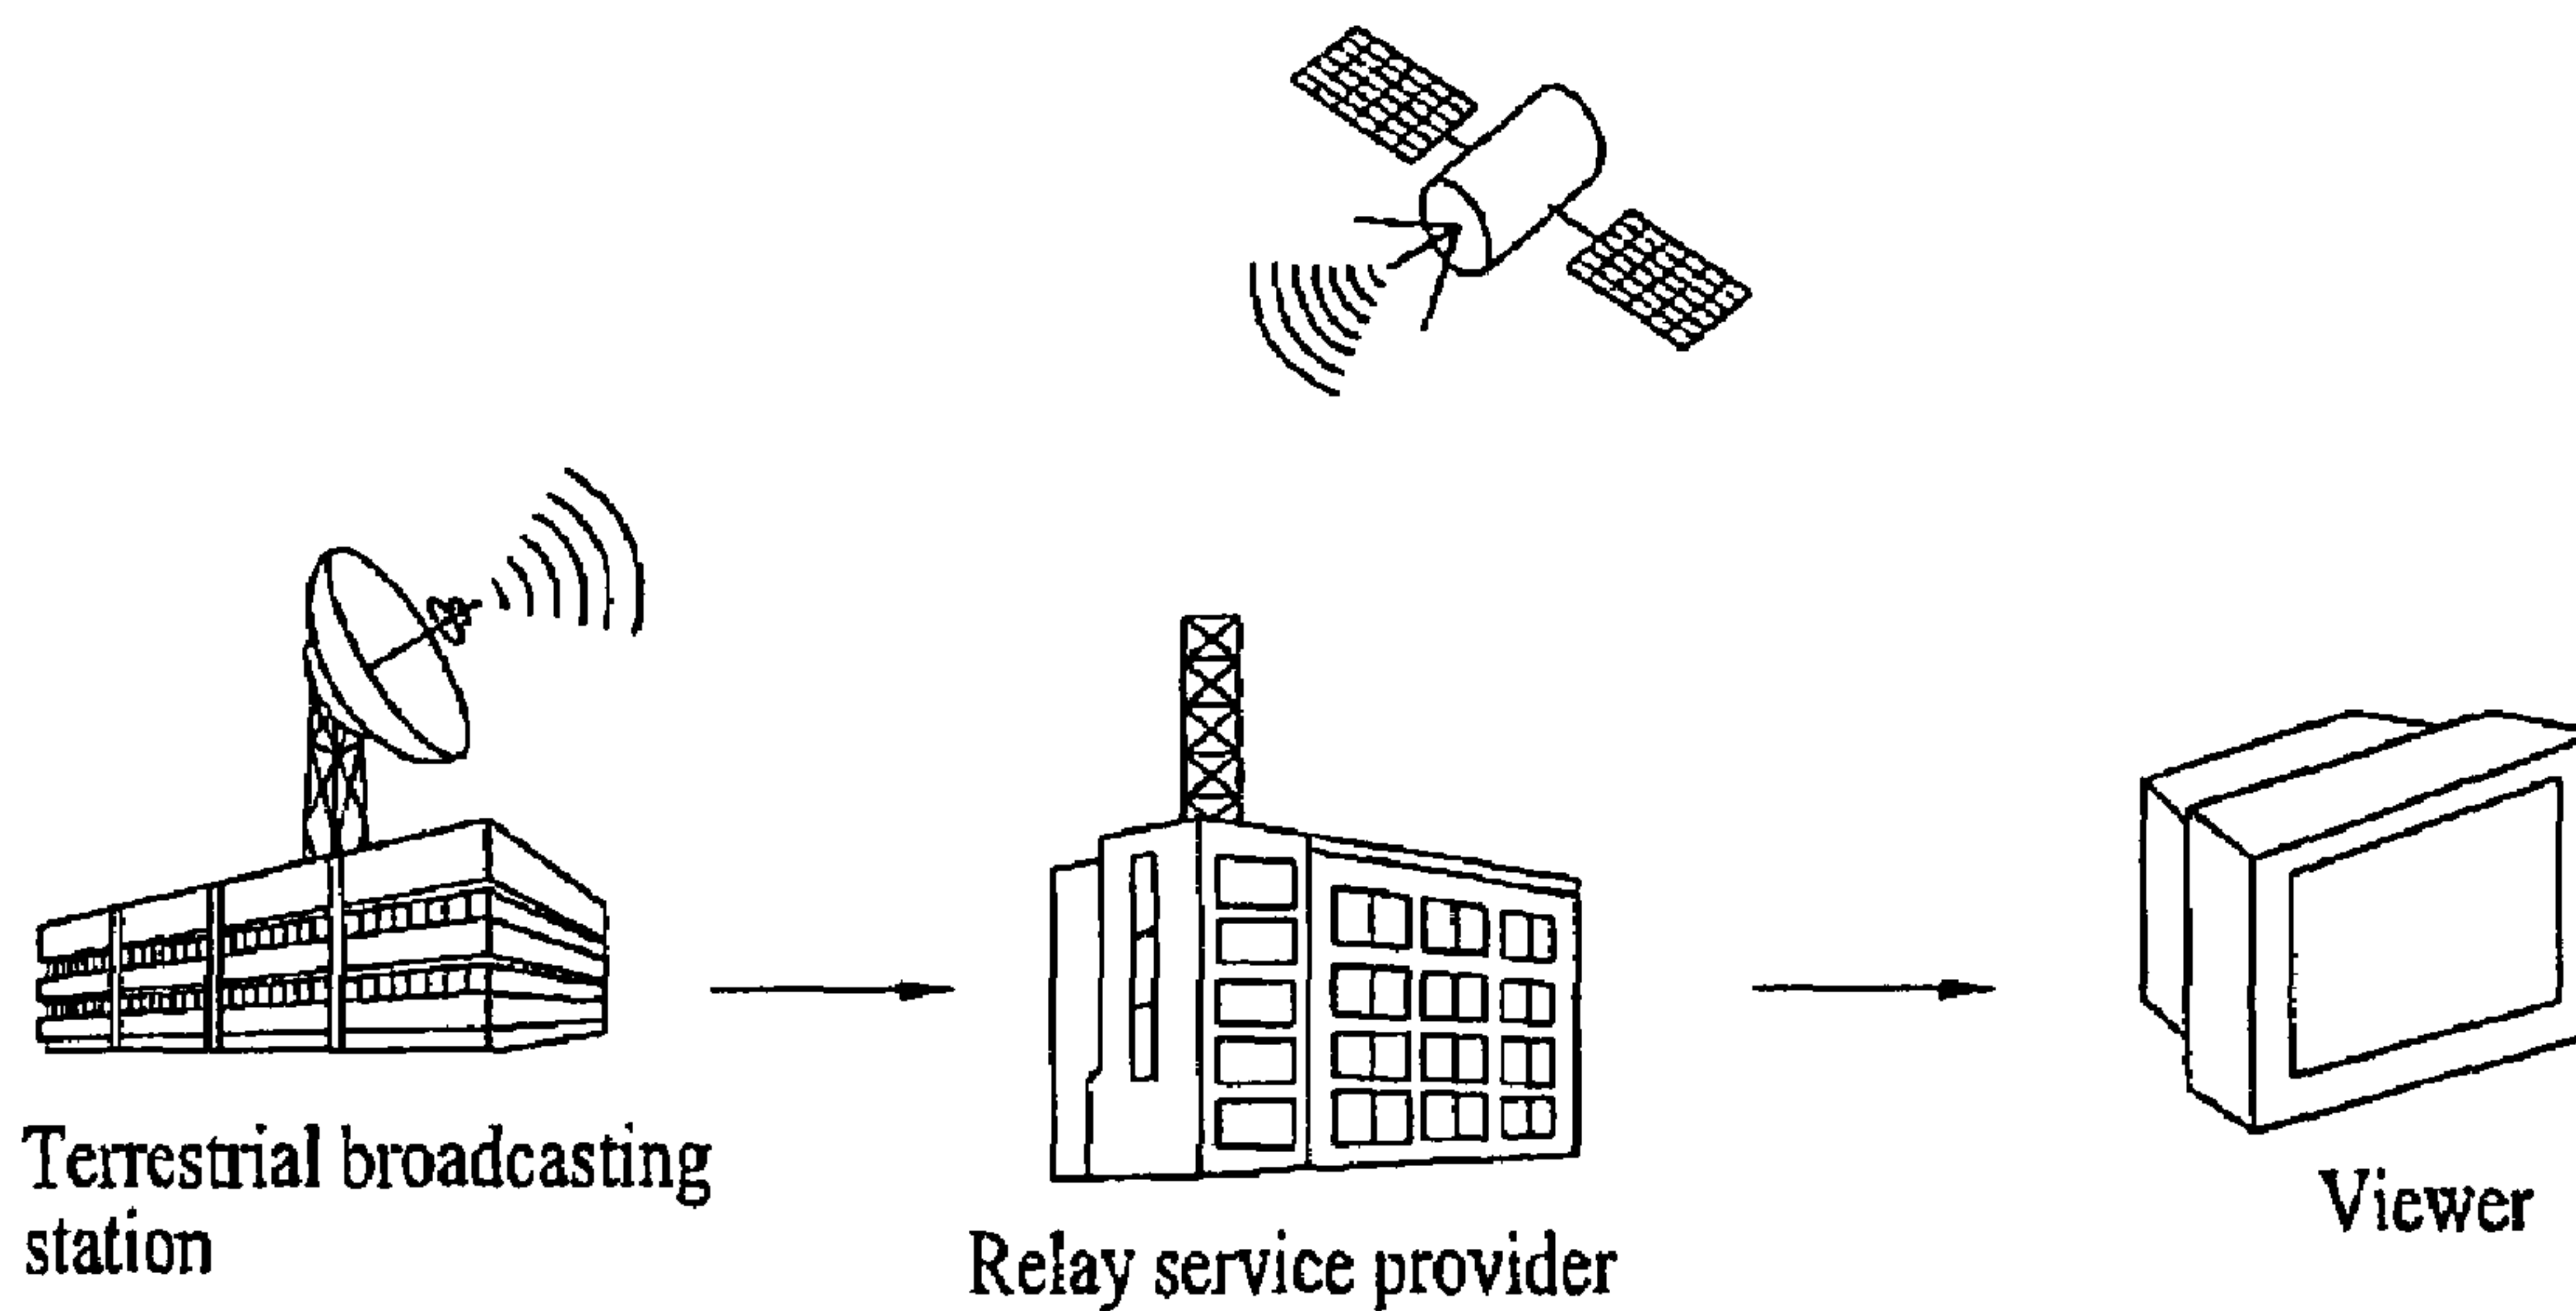 Terrestrial broadcasting
station
Relay service provider
Viewer